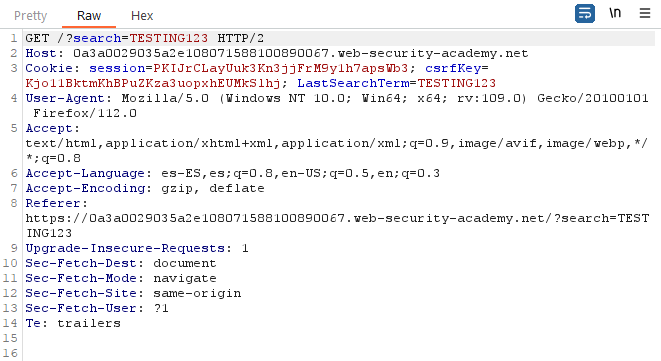 Pretty Raw Hex \n
1 GET /?search=TESTING123 HTTP/2
2 Host: 0a3a0029035a2e108071588100890067.web-security-academy.net
3 Cookie: session=PKIJrCLayUuk3Kn3jjFrM9y1h7apsWb3; csrfKey=
Kjo11BktmKhBPuZKza3uopxhEUMkSlhj; LastSearchTerm=TESTING123
4 User-Agent: Mozilla/5.0 (Windows NT 10.0; Win64; x64; rv:109.0) Gecko/20100101
Firefox/112.0
5 Accept:
text/html,application/xhtml+xml,application/xml;q=0.9,image/avif,image/webp,*/
*;q=0.8
6 Accept-Language: es-ES,es;q=0.8,en-US;q=0.5,en;q=0.3
7 Accept-Encoding: gzip, deflate
8 Referer:
https://0a3a0029035a2e108071588100890067.web-security-academy.net/?search=TEST
ING123
9 Upgrade-Insecure-Requests: 1
10 Sec-Fetch-Dest: document
11 Sec-Fetch-Mode: navigate
12 Sec-Fetch-Site: same-origin
13 Sec-Fetch-User: ?1
14 Te: trailers
15
16